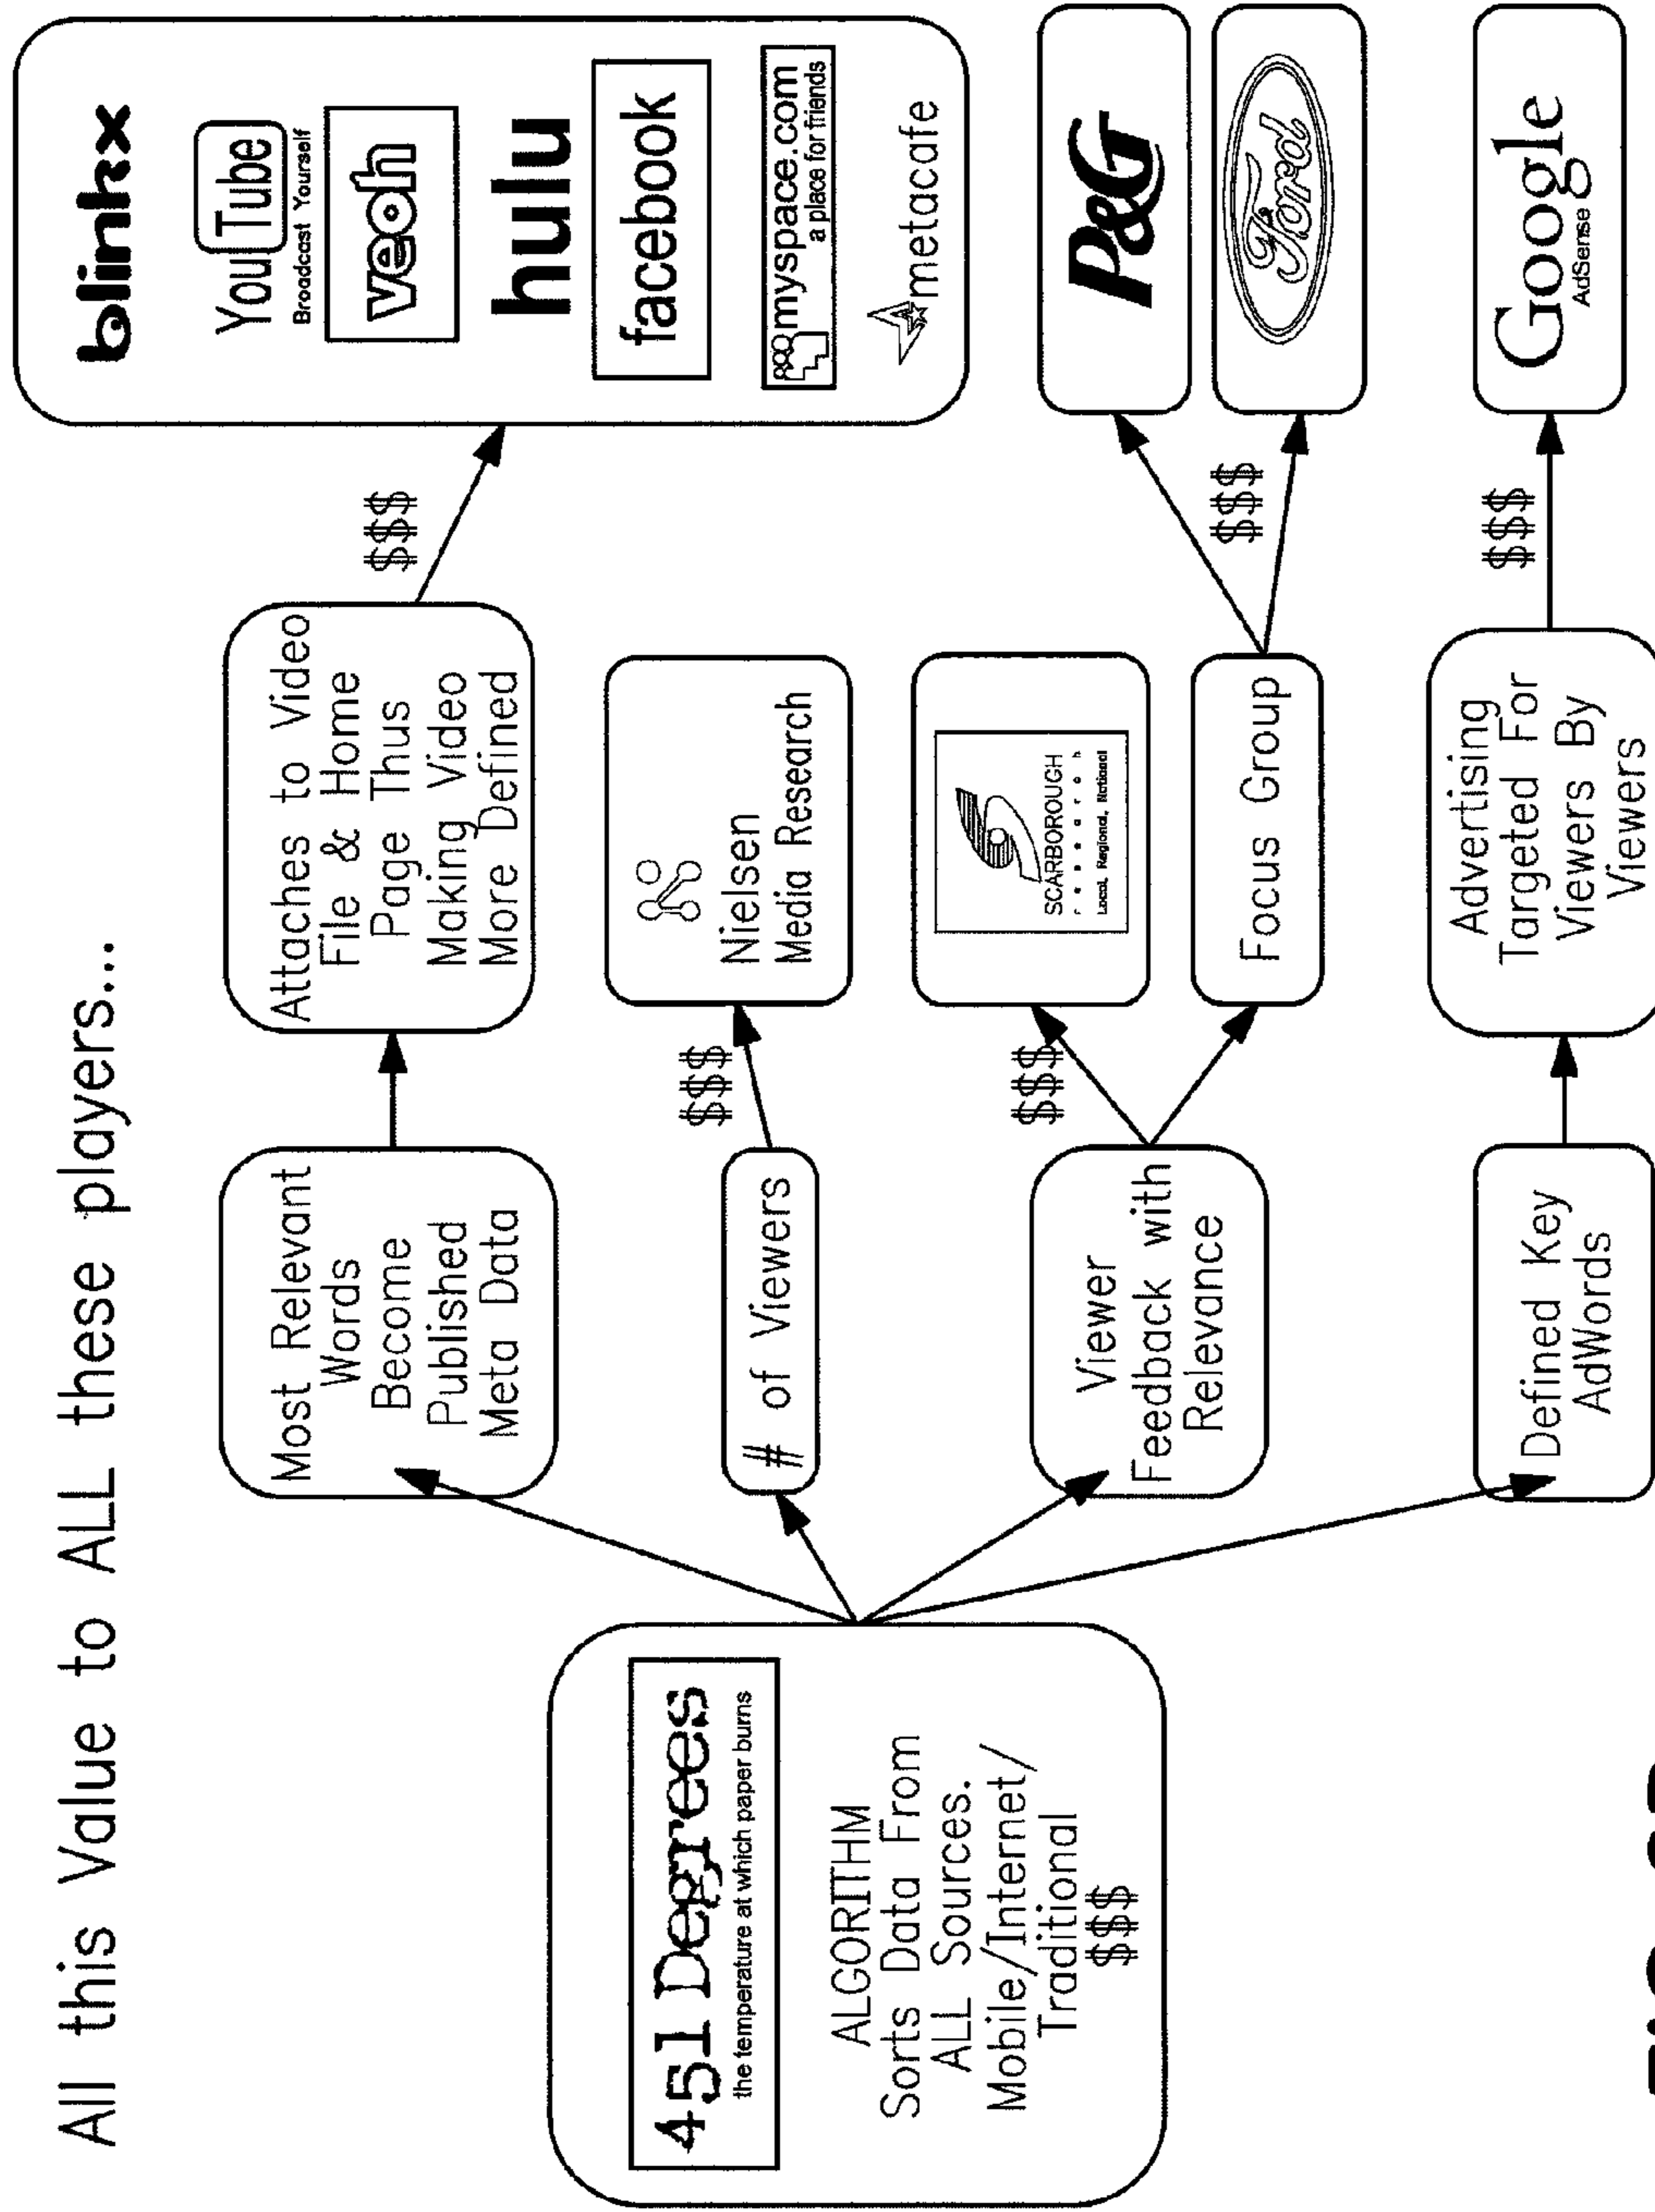 All this Value to ALL these players...
451 Degrees
the temperature at which paper burns
ALGORITHM
Sorts Data From
ALL Sources.
Mobile/Internet/
Traditional
$$$
Most Relevant
Words
Become
Published
Meta Data
Attaches to Video
File & Home
Page Thus
Making Video
More Defined
$$$
blinkx
YouTube
Broadcast Yourself
veoh
hulu
facebook
myspace.com
a place for friends
metacafe
# of Viewers
$$$
Nielsen
Media Research
Viewer
Feedback with
Relevance
$$$
SCARBOROUGH
research
Local, Regional, National
Focus Group
$$$
P&G
Ford
Defined Key
AdWords
Advertising
Targeted For
Viewers By
Viewers
$$$
Google
AdSense